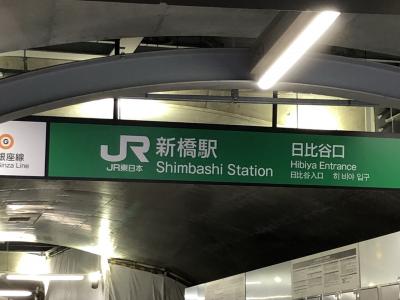 G
銀座線
Ginza Line
JR
JR東日本
新橋駅
Shimbashi Station
日比谷口
Hibiya Entrance
日比谷入口 히비야 입구